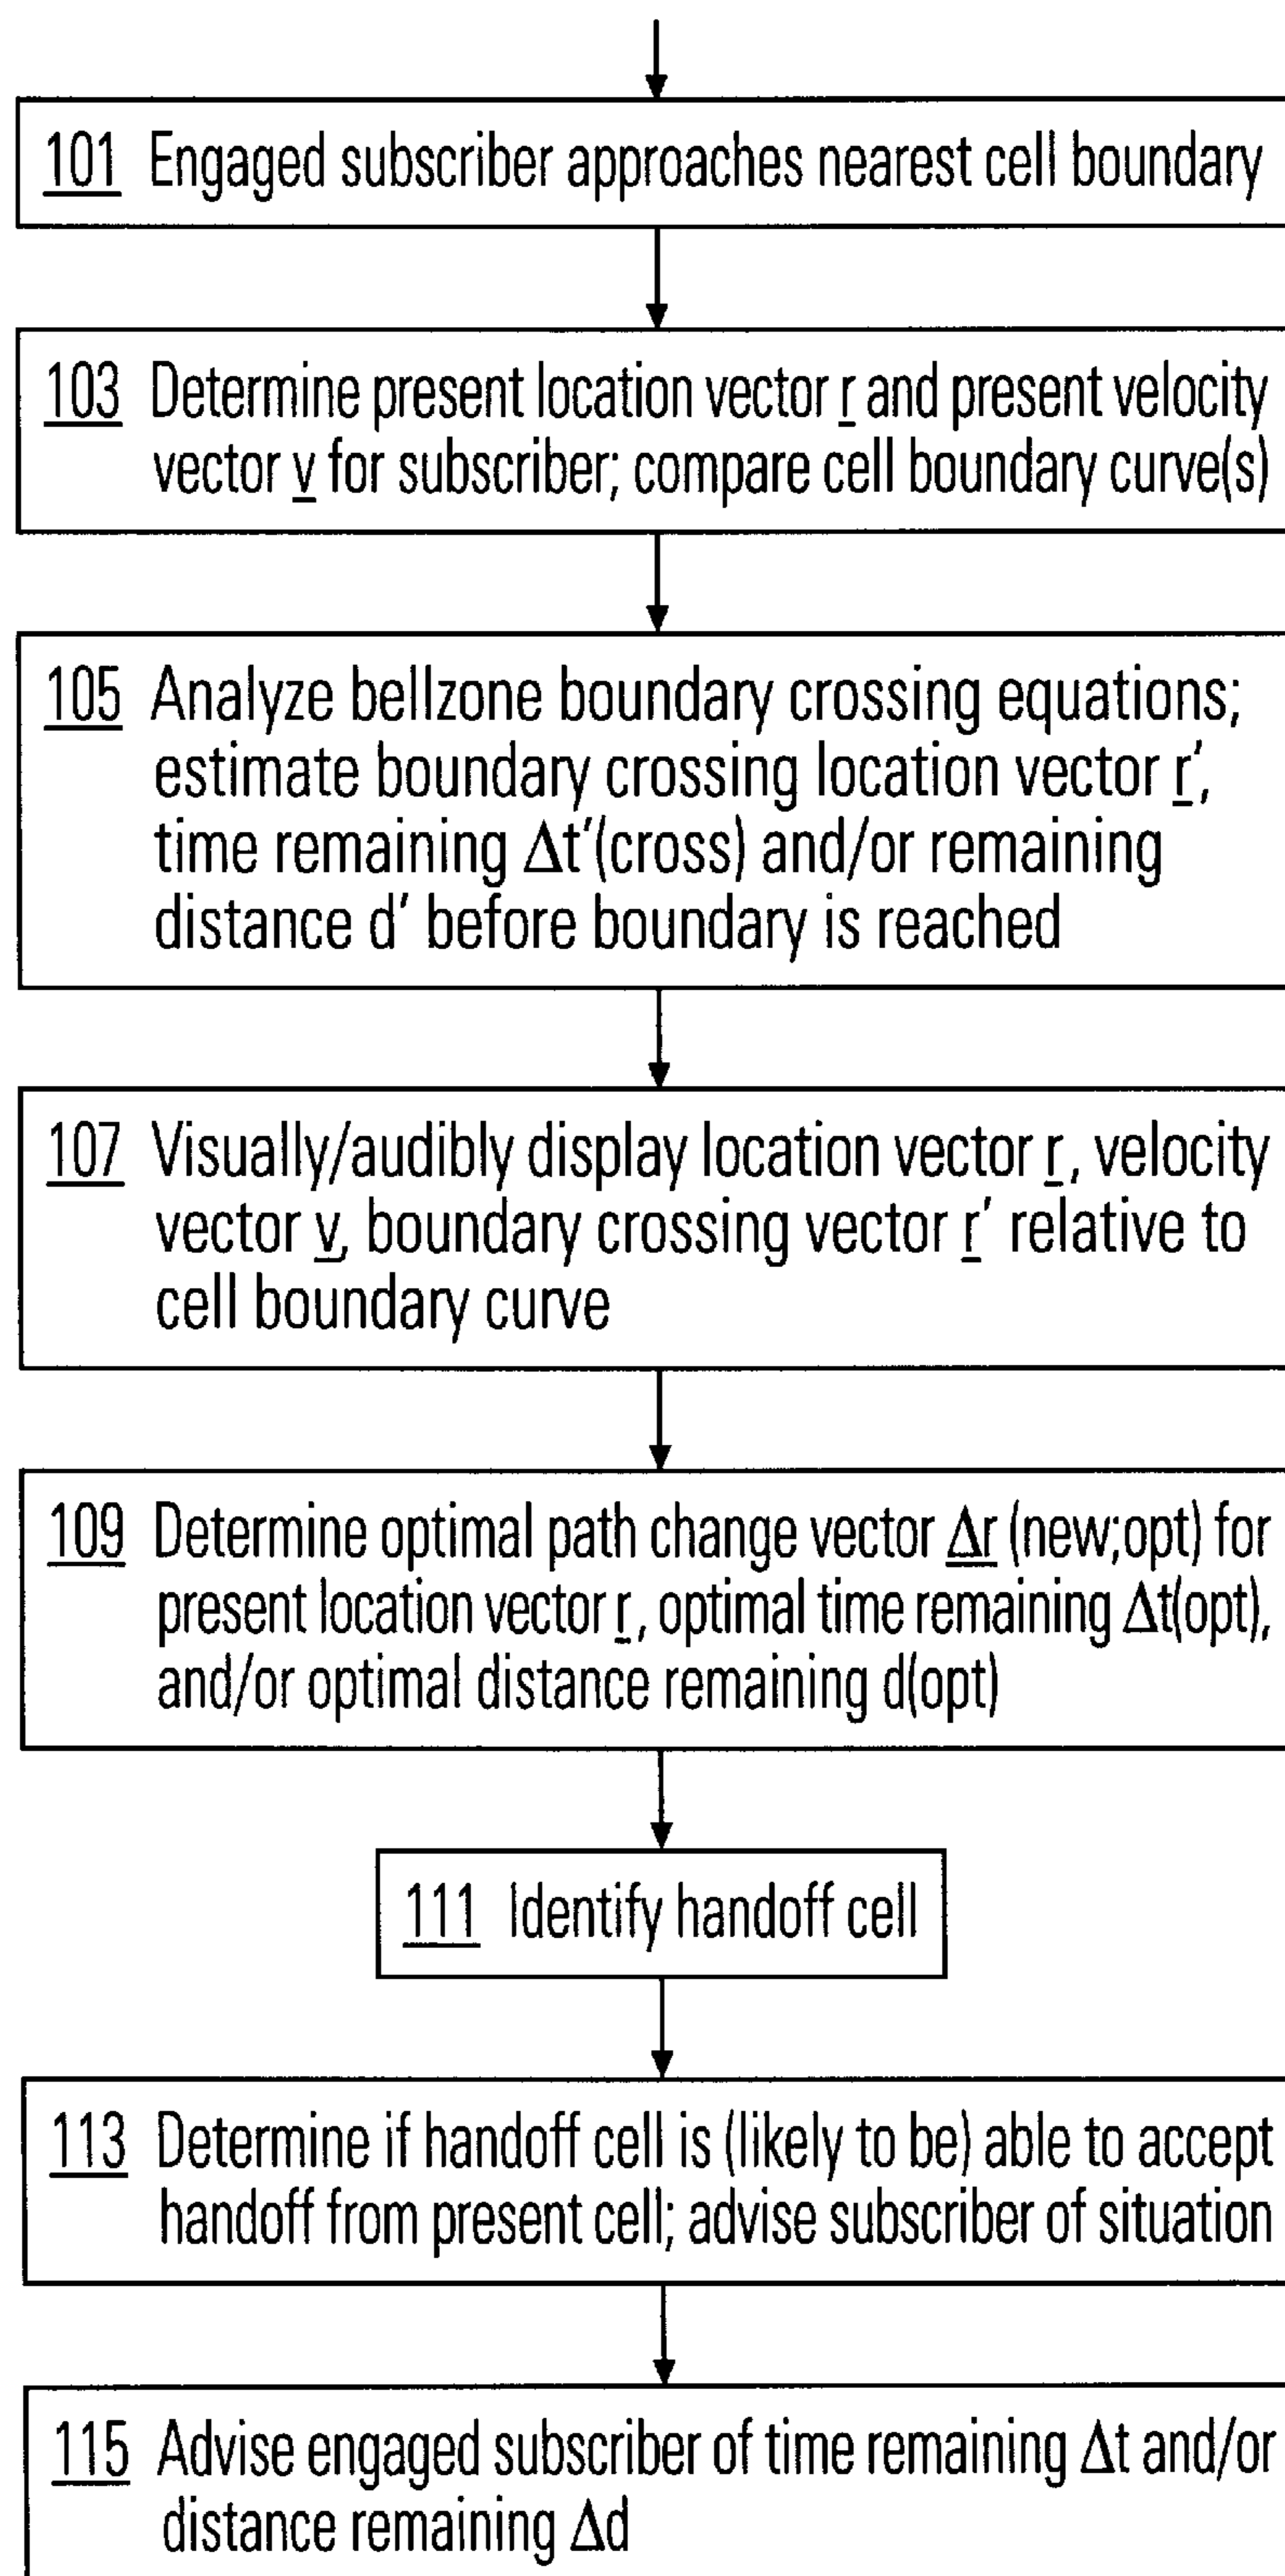 101 Engaged subscriber approaches nearest cell boundary
103 Determine present location vector r and present velocity
vector v for subscriber; compare cell boundary curve(s)
105 Analyze bellzone boundary crossing equations;
estimate boundary crossing location vector r',
time remaining Δt'(cross) and/or remaining
distance d' before boundary is reached
107 Visually/audibly display location vector r, velocity
vector v, boundary crossing vector r' relative to
cell boundary curve
109 Determine optimal path change vector Δr (new;opt) for
present location vector r, optimal time remaining Δt(opt),
and/or optimal distance remaining d(opt)
111 Identify handoff cell
113 Determine if handoff cell is (likely to be) able to accept
handoff from present cell; advise subscriber of situation
115 Advise engaged subscriber of time remaining Δt and/or
distance remaining Δd